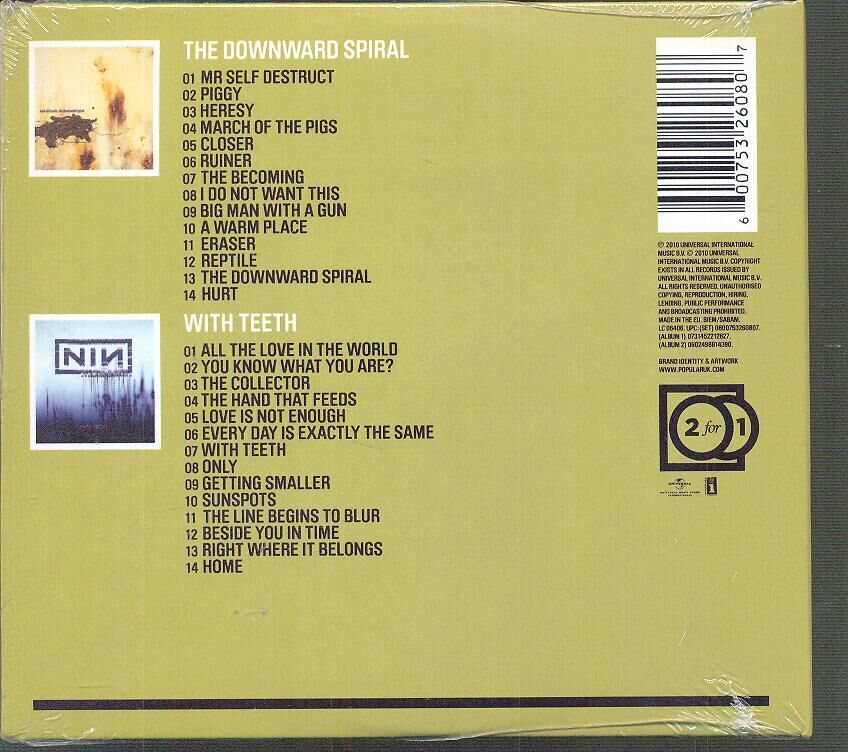 THE DOWNWARD SPIRAL
01 MR SELF DESTRUCT
02 PIGGY
03 HERESY
04 MARCH OF THE PIGS
05 CLOSER
06 RUINER
07 THE BECOMING
08 I DO NOT WANT THIS
09 BIG MAN WITH A GUN
10 A WARM PLACE
11 ERASER
12 REPTILE
13 THE DOWNWARD SPIRAL
14 HURT
WITH TEETH
NIN
01 ALL THE LOVE IN THE WORLD
02 YOU KNOW WHAT YOU ARE?
03 THE COLLECTOR
04 THE HAND THAT FEEDS
05 LOVE IS NOT ENOUGH
06 EVERY DAY IS EXACTLY THE SAME
07 WITH TEETH
08 ONLY
09 GETTING SMALLER
10 SUNSPOTS
11 THE LINE BEGINS TO BLUR
12 BESIDE YOU IN TIME
13 RIGHT WHERE IT BELONGS
14 HOME
6 00753 26080 7
℗ 2010 UNIVERSAL INTERNATIONAL
MUSIC B.V. © 2010 UNIVERSAL
INTERNATIONAL MUSIC B.V. COPYRIGHT
EXISTS IN ALL RECORDS ISSUED BY
UNIVERSAL INTERNATIONAL MUSIC B.V.
ALL RIGHTS RESERVED. UNAUTHORISED
COPYING, REPRODUCTION, HIRING,
LENDING, PUBLIC PERFORMANCE
AND BROADCASTING PROHIBITED.
MADE IN THE EU. BIEM/SABAM.
LC 06406. UPC: (SET) 0600753260807.
(ALBUM 1) 0731452212627.
(ALBUM 2) 0602498814390.
BRAND IDENTITY & ARTWORK
WWW.POPULARUK.COM
2 for 1
UNIVERSAL